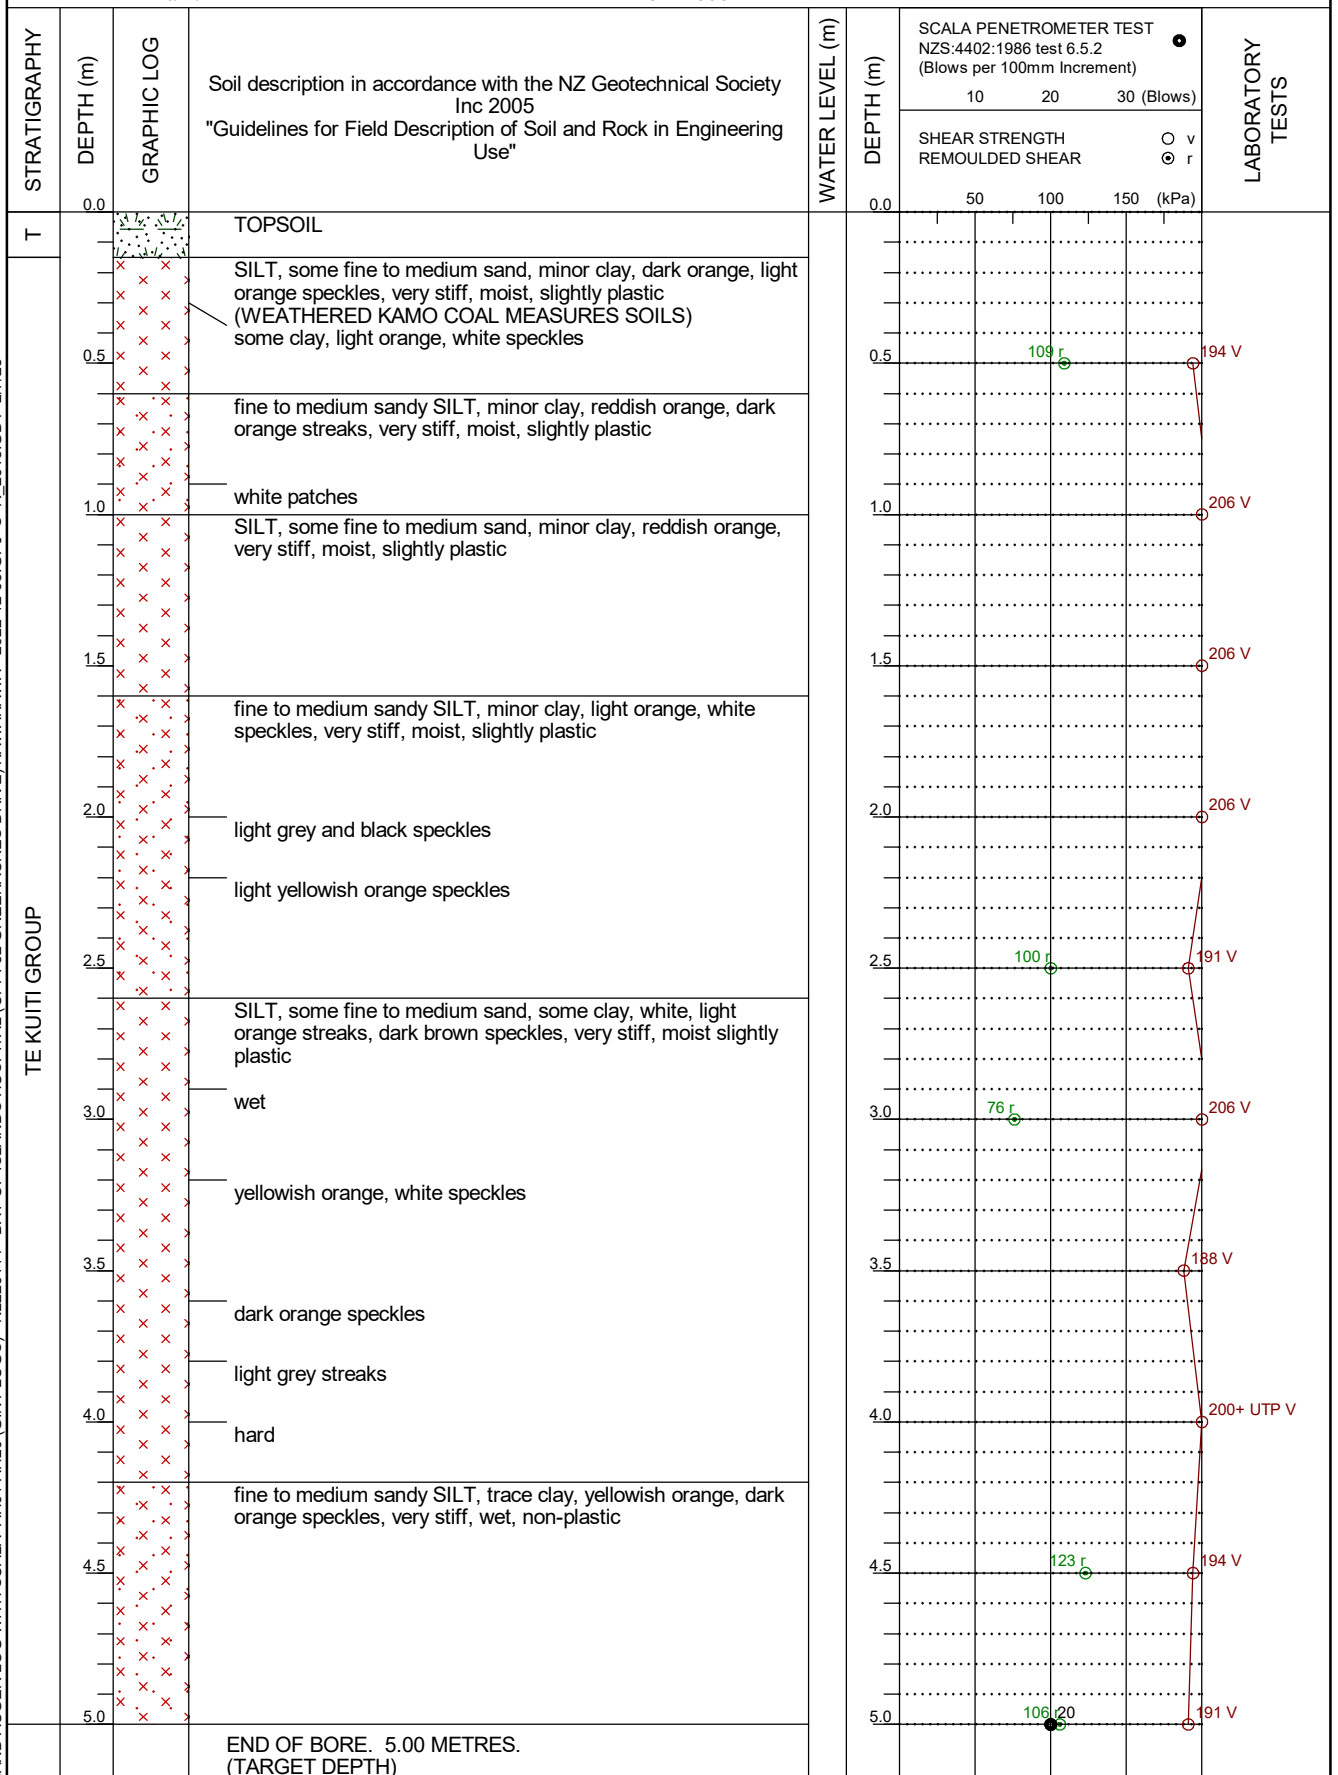 STRATIGRAPHY
DEPTH (m)
GRAPHIC LOG
Soil description in accordance with the NZ Geotechnical Society
Inc 2005
"Guidelines for Field Description of Soil and Rock in Engineering
Use"
WATER LEVEL (m)
DEPTH (m)
SCALA PENETROMETER TEST
NZS:4402:1986 test 6.5.2
(Blows per 100mm Increment)
10 20 30 (Blows)
SHEAR STRENGTH v
REMOULDED SHEAR r
50 100 150 (kPa)
LABORATORY
TESTS
0.0 0.0
T
TOPSOIL
SILT, some fine to medium sand, minor clay, dark orange, light
orange speckles, very stiff, moist, slightly plastic
(WEATHERED KAMO COAL MEASURES SOILS)
some clay, light orange, white speckles
0.5 0.5 109 r 194 V
fine to medium sandy SILT, minor clay, reddish orange, dark
orange streaks, very stiff, moist, slightly plastic
white patches
1.0 1.0 206 V
SILT, some fine to medium sand, minor clay, reddish orange,
very stiff, moist, slightly plastic
1.5 1.5 206 V
fine to medium sandy SILT, minor clay, light orange, white
speckles, very stiff, moist, slightly plastic
2.0 2.0 206 V
light grey and black speckles
light yellowish orange speckles
TE KUITI GROUP
2.5 2.5 100 r 191 V
SILT, some fine to medium sand, some clay, white, light
orange streaks, dark brown speckles, very stiff, moist slightly
plastic
wet
3.0 3.0 76 r 206 V
yellowish orange, white speckles
3.5 3.5 188 V
dark orange speckles
light grey streaks
4.0 4.0 200+ UTP V
hard
fine to medium sandy SILT, trace clay, yellowish orange, dark
orange speckles, very stiff, wet, non-plastic
4.5 4.5 123 r 194 V
5.0 5.0 106 r 20 191 V
END OF BORE. 5.00 METRES.
(TARGET DEPTH)